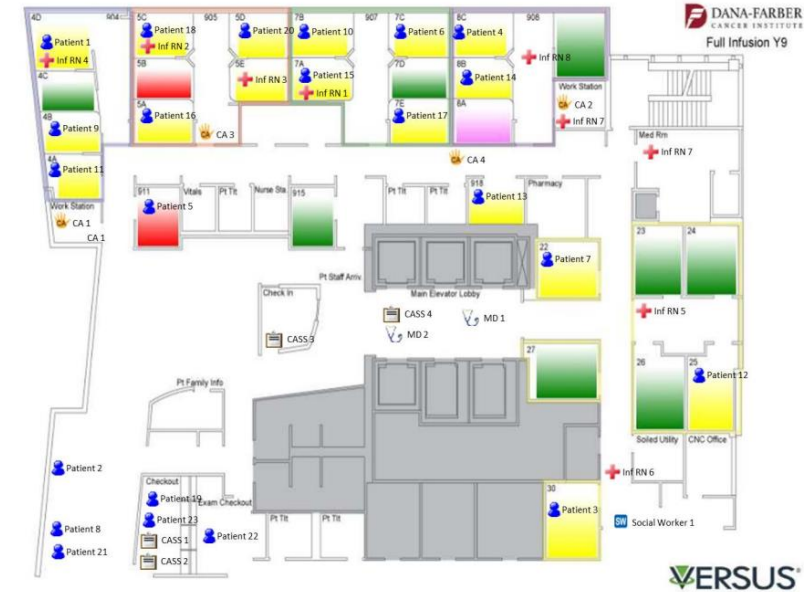 DANA-FARBER
CANCER INSTITUTE
Full Infusion Y9
4D
904
5C
905
5D
7B
907
7C
8C
908
Patient 1
Inf RN 4
Patient 18
Inf RN 2
Patient 20
Patient 10
Patient 6
Patient 4
Inf RN 8
4C
5B
5E
Inf RN 3
7A
Patient 15
Inf RN 1
7D
8B
Patient 14
Work Station
CA
CA 2
Inf RN 7
4B
Patient 9
5A
Patient 16
CA
CA 3
7E
Patient 17
8A
Med Rm
Inf RN 7
4A
Patient 11
CA
CA 4
Work Station
CA
CA 1
CA 1
911
Patient 5
Vitals
Pt Tlt
Nurse Sta.
915
Pt Tlt
Pt Tlt
918
Patient 13
Pharmacy
22
Patient 7
23
24
Pt Staff Arriv.
Check In
Main Elevator Lobby
CASS 3
CASS 4
MD 1
MD 2
Inf RN 5
27
26
25
Patient 12
Pt Family Info
Soiled Utility
CNC Office
Patient 2
Inf RN 6
Checkout
Patient 19
Exam Checkout
Patient 23
Patient 22
Pt Tlt
Pt Tlt
30
Patient 3
SW
Social Worker 1
Patient 8
CASS 1
Patient 21
CASS 2
VERSUS